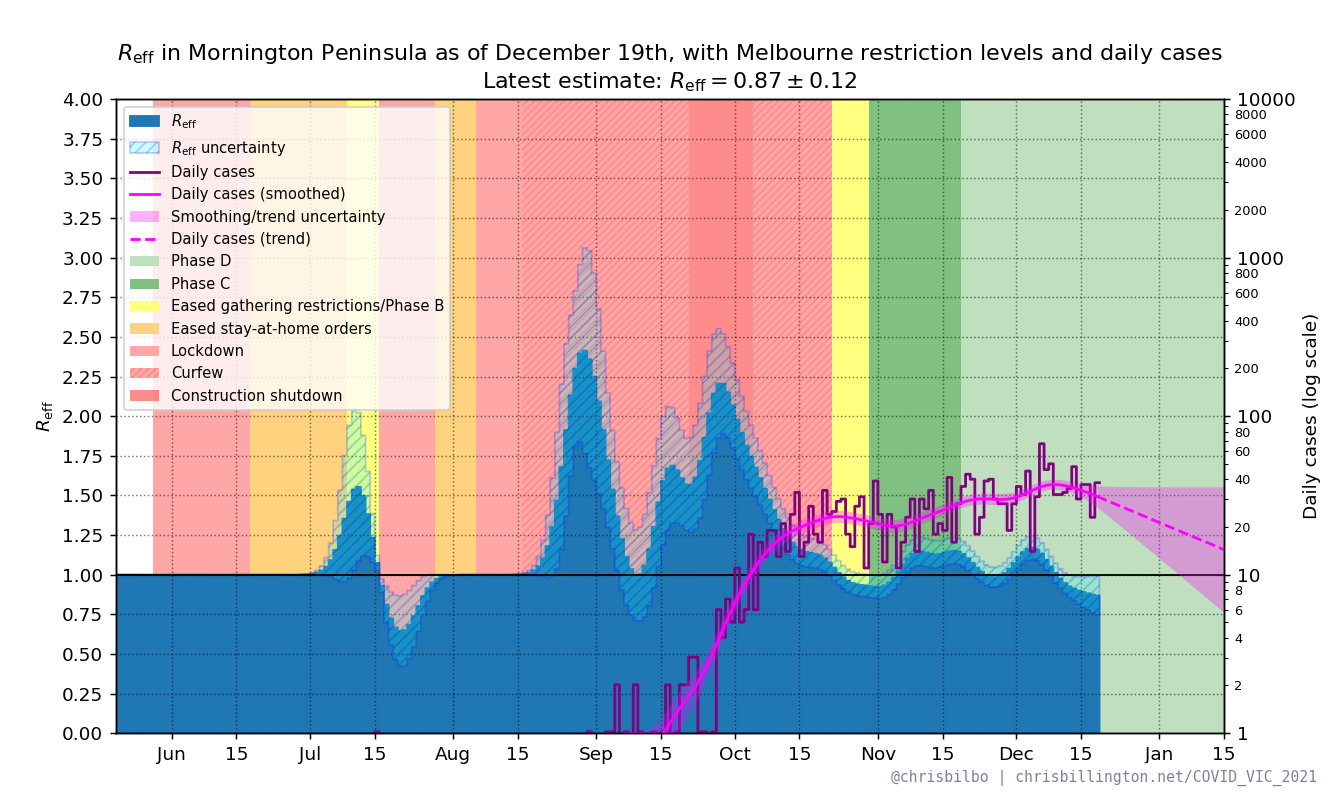 Reff in Mornington Peninsula as of December 19th, with Melbourne restriction levels and daily cases
Latest estimate: Reff = 0.87 ± 0.12
Reff
4.00
3.75
3.50
3.25
3.00
2.75
2.50
2.25
2.00
1.75
1.50
1.25
1.00
0.75
0.50
0.25
0.00
Reff
Reff uncertainty
Daily cases
Daily cases (smoothed)
Smoothing/trend uncertainty
Daily cases (trend)
Phase D
Phase C
Eased gathering restrictions/Phase B
Eased stay-at-home orders
Lockdown
Curfew
Construction shutdown
10000
8000
6000
4000
2000
1000
800
600
400
200
100
80
60
40
20
10
8
6
4
2
1
Daily cases (log scale)
Jun 15 Jul 15 Aug 15 Sep 15 Oct 15 Nov 15 Dec 15 Jan 15
@chrisbilbo | chrisbillington.net/COVID_VIC_2021